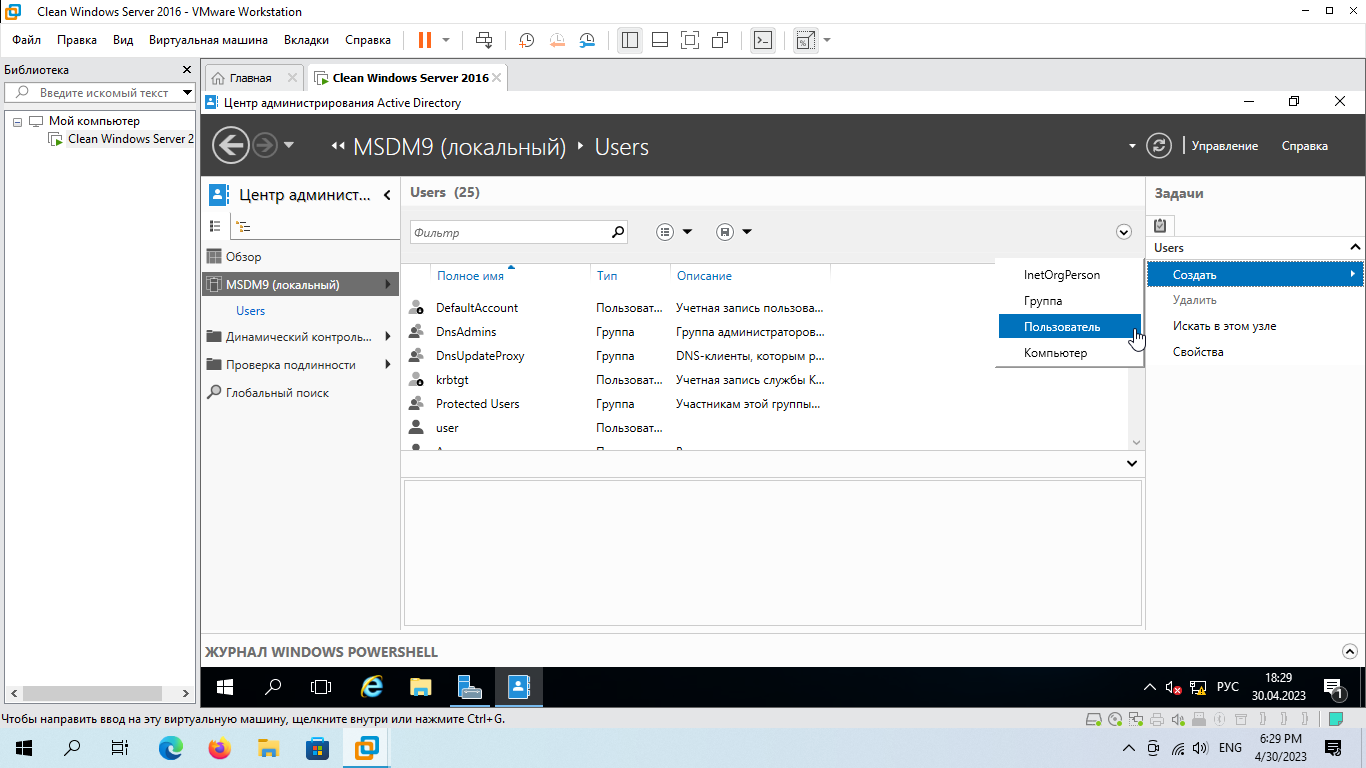 Clean Windows Server 2016 - VMware Workstation
Файл Правка Вид Виртуальная машина Вкладки Справка
Библиотека
Введите искомый текст
Мой компьютер
Clean Windows Server 2
Главная
Clean Windows Server 2016
Центр администрирования Active Directory
MSDM9 (локальный) Users
Управление Справка
Центр админист...
Обзор
MSDM9 (локальный)
Users
Динамический контроль...
Проверка подлинности
Глобальный поиск
Users (25)
Фильтр
Полное имя Тип Описание
DefaultAccount Пользоват... Учетная запись пользова...
DnsAdmins Группа Группа администраторов...
DnsUpdateProxy Группа DNS-клиенты, которым р...
krbtgt Пользоват... Учетная запись службы К...
Protected Users Группа Участникам этой группы...
user Пользоват...
InetOrgPerson
Группа
Пользователь
Компьютер
Задачи
Users
Создать
Удалить
Искать в этом узле
Свойства
ЖУРНАЛ WINDOWS POWERSHELL
РУС
18:29
30.04.2023
1
Чтобы направить ввод на эту виртуальную машину, щелкните внутри или нажмите Ctrl+G.
ENG
6:29 PM
4/30/2023